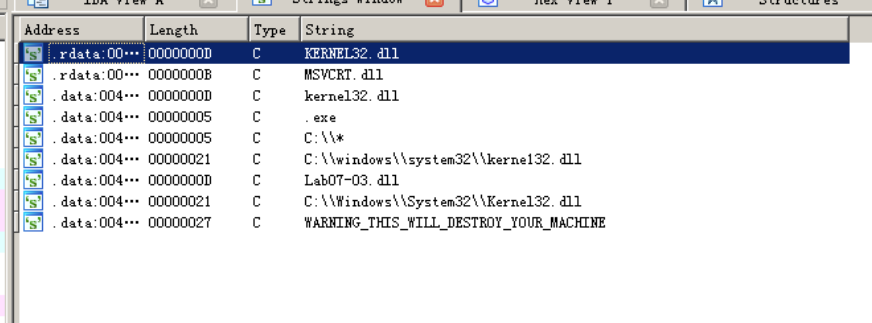 IDA View-A Strings window Hex View-1 Structures
Address Length Type String
.rdata:00··· 0000000D C KERNEL32.dll
.rdata:00··· 0000000B C MSVCRT.dll
.data:004··· 0000000D C kernel32.dll
.data:004··· 00000005 C .exe
.data:004··· 00000005 C C:\\*
.data:004··· 00000021 C C:\\windows\\system32\\kerne132.dll
.data:004··· 0000000D C Lab07-03.dll
.data:004··· 00000021 C C:\\Windows\\System32\\Kernel32.dll
.data:004··· 00000027 C WARNING_THIS_WILL_DESTROY_YOUR_MACHINE